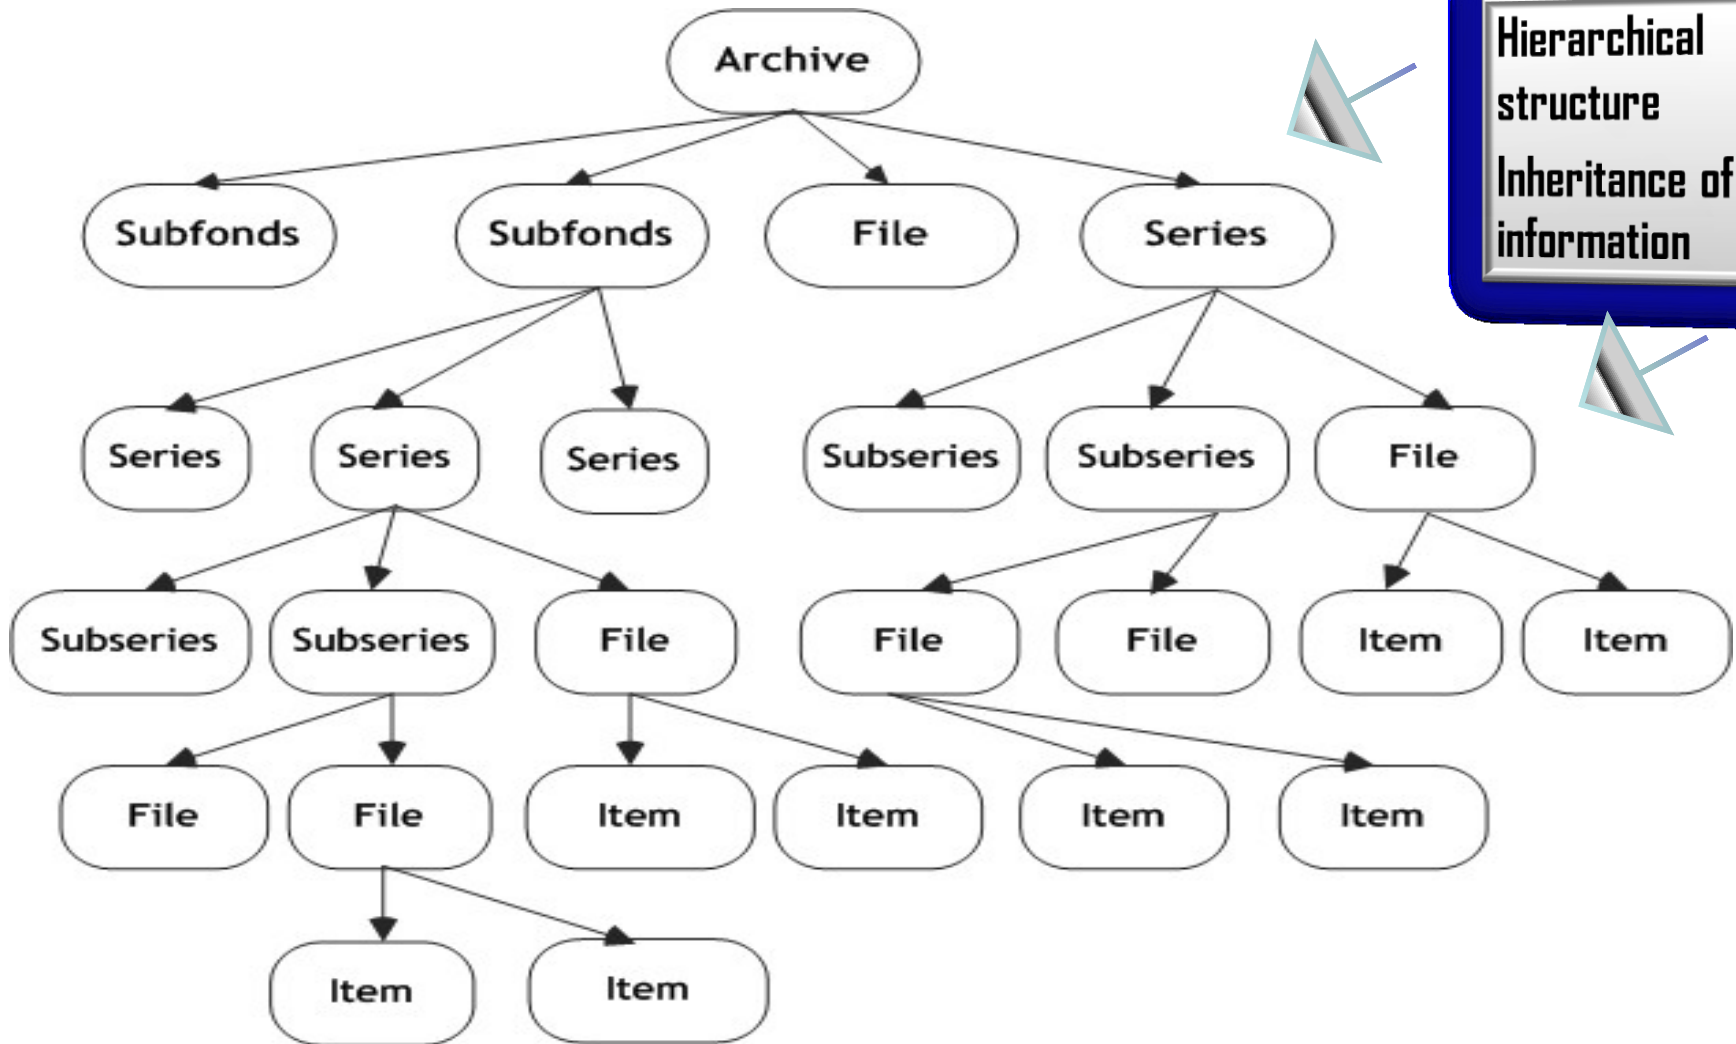 Archive
Hierarchical
structure
Inheritance of
information
Subfonds Subfonds File Series
Series Series Series Subseries Subseries File
Subseries Subseries File File File Item Item
File File Item Item Item Item
Item Item